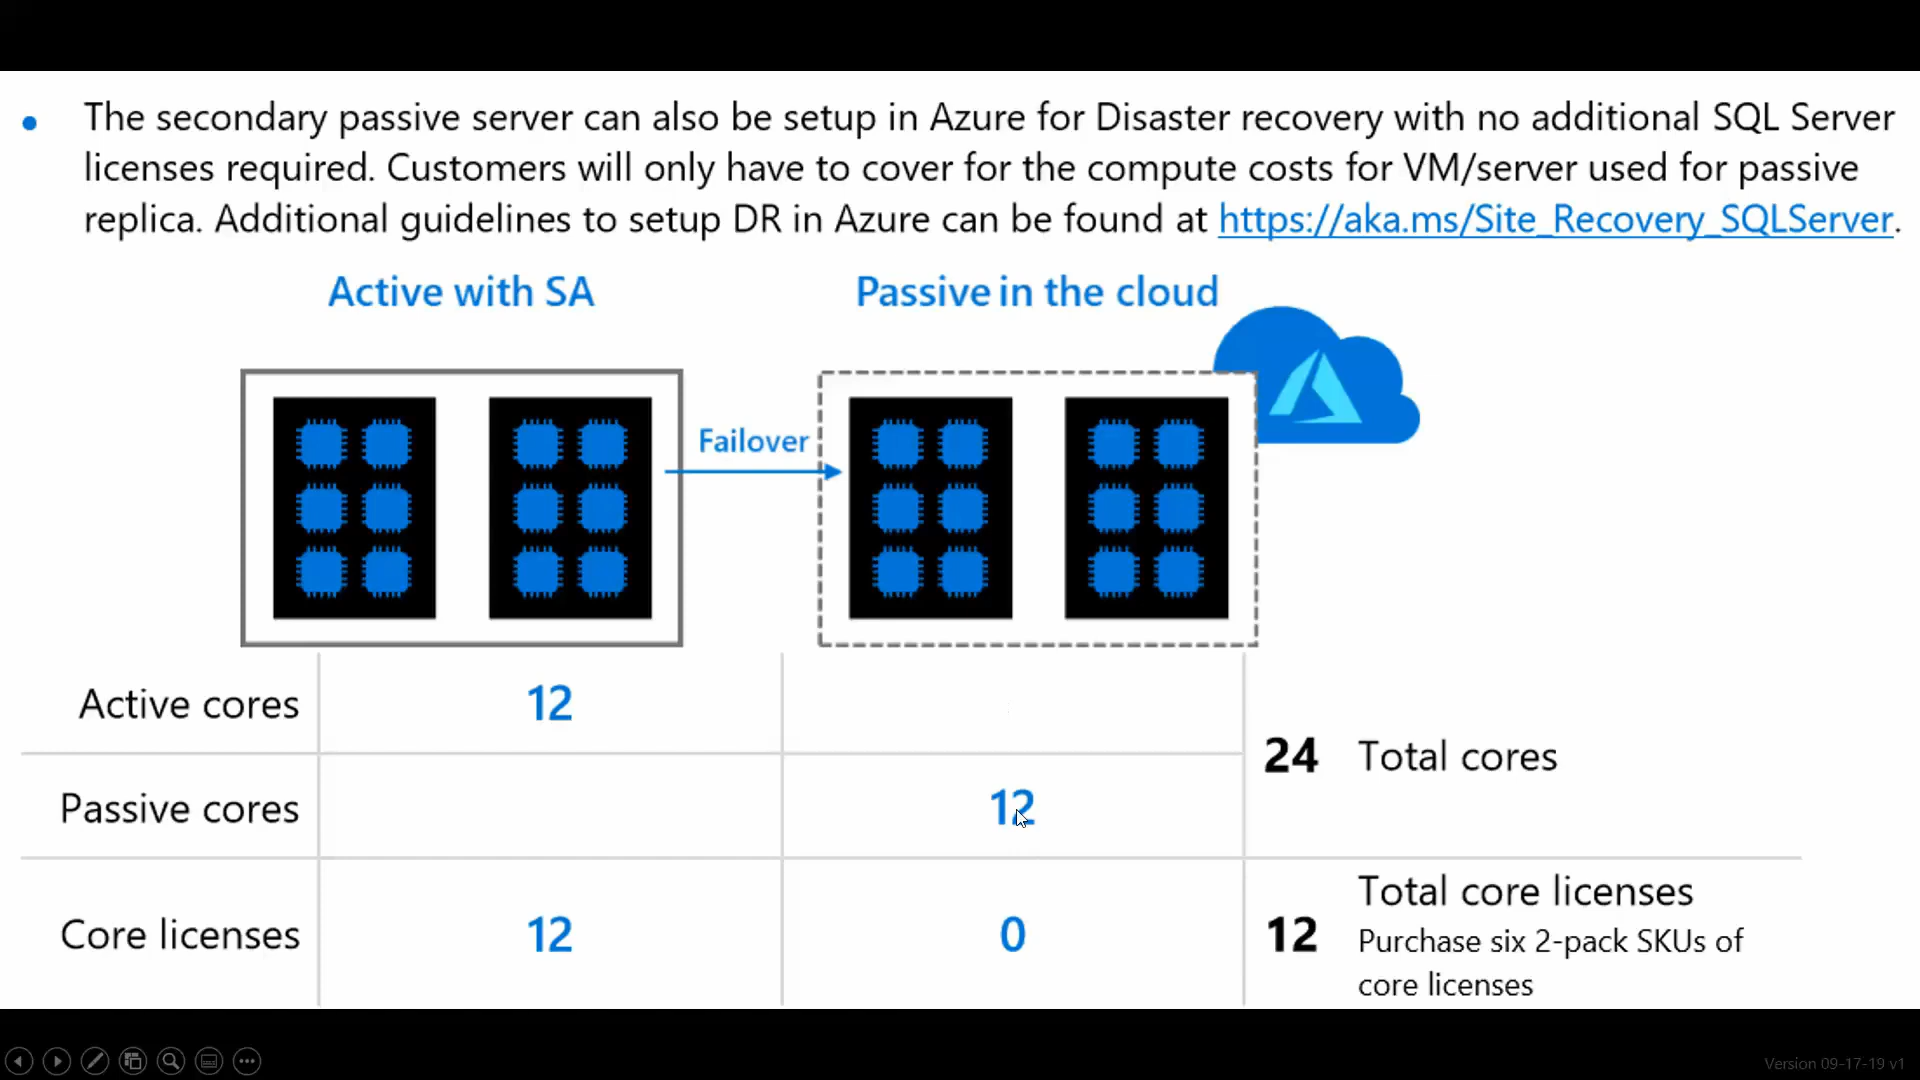 The secondary passive server can also be setup in Azure for Disaster recovery with no additional SQL Server
licenses required. Customers will only have to cover for the compute costs for VM/server used for passive
replica. Additional guidelines to setup DR in Azure can be found at https://aka.ms/Site_Recovery_SQLServer.
Active with SA
Passive in the cloud
Failover
Active cores 12
24 Total cores
Passive cores 12
Core licenses 12 0 12 Total core licenses
Purchase six 2-pack SKUs of
core licenses
Version 09-17-19 v1